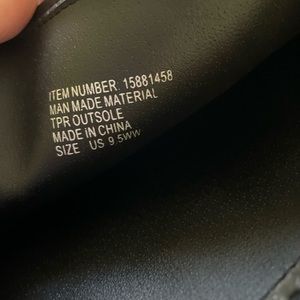 ITEM NUMBER. 15881458
MAN MADE MATERIAL
TPR OUTSOLE
MADE IN CHINA
SIZE US 9.5WW